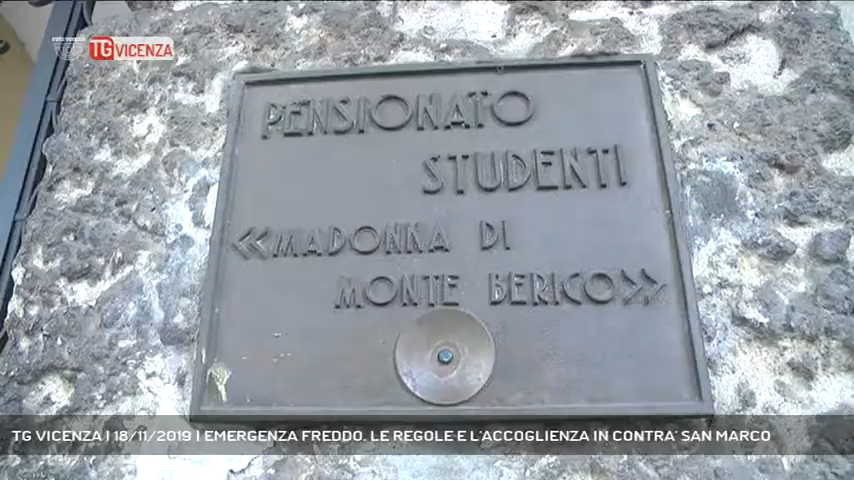 TG VICENZA
PENSIONATO
STUDENTI
«MADONNA DI
MONTE BERICO»
TG VICENZA | 18/11/2019 | EMERGENZA FREDDO. LE REGOLE E L'ACCOGLIENZA IN CONTRA' SAN MARCO